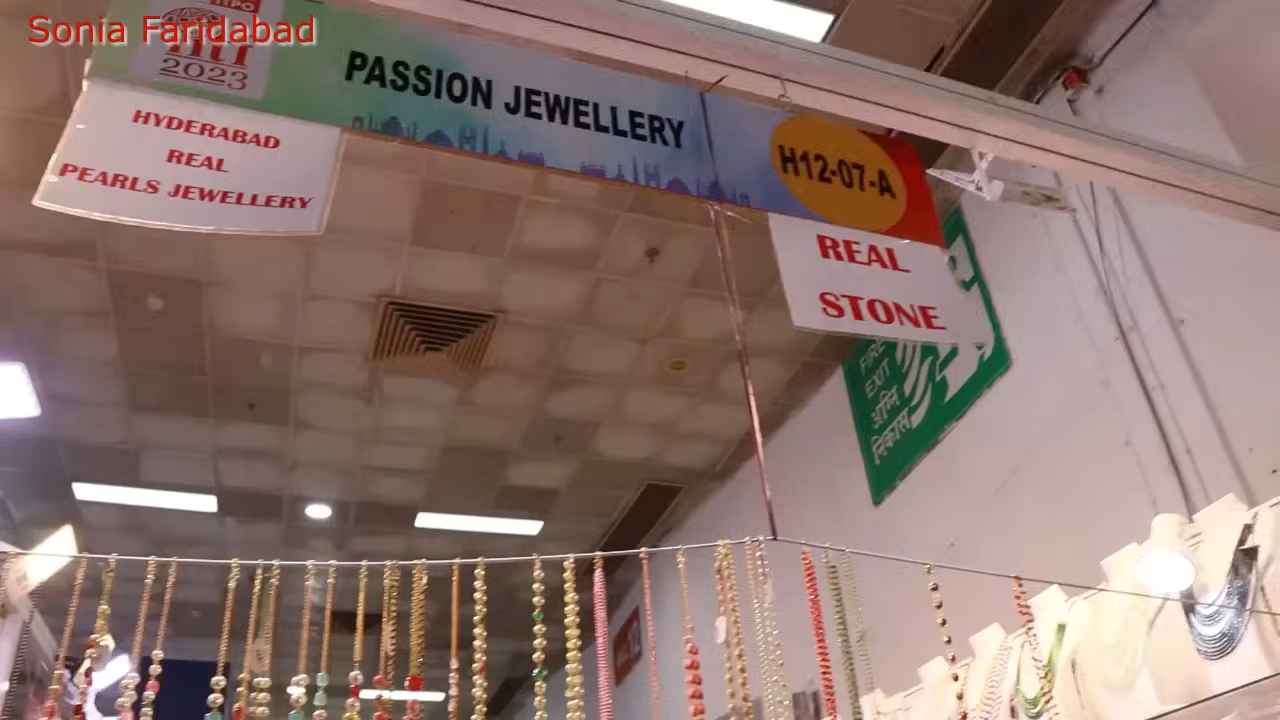 Sonia Faridabad
2023
PASSION JEWELLERY
H12-07-A
HYDERABAD
REAL
PEARLS JEWELLERY
REAL
STONE
FIRE
EXIT
अग्नि
निकास